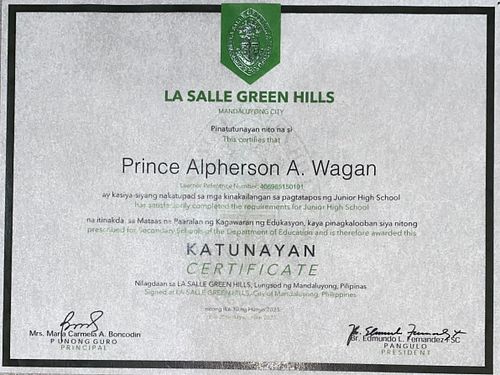 LA SALLE GREEN HILLS
MANDALUYONG CITY
Pinatutunayan nito na si
This certifies that
Prince Alpherson A. Wagan
Learner Reference Number: 406985150191
ay kasiya-siyang nakatupad sa mga kinakailangan sa pagtatapos ng Junior High School
has satisfactorily completed the requirements for Junior High School
na itinakda sa Mataas na Paaralan ng Kagawaran ng Edukasyon, kaya pinagkalooban siya nitong
prescribed for Secondary Schools of the Department of Education and is therefore awarded this
KATUNAYAN
CERTIFICATE
Nilagdaan sa LA SALLE GREEN HILLS, Lungsod ng Mandaluyong, Pilipinas
Signed at LA SALLE GREEN HILLS, City of Mandaluyong, Philippines
Mrs. Maria Carmela A. Boncodin
PUNONG GURO
PRINCIPAL
Br. Edmundo L. Fernandez FSC
PANGULO
PRESIDENT